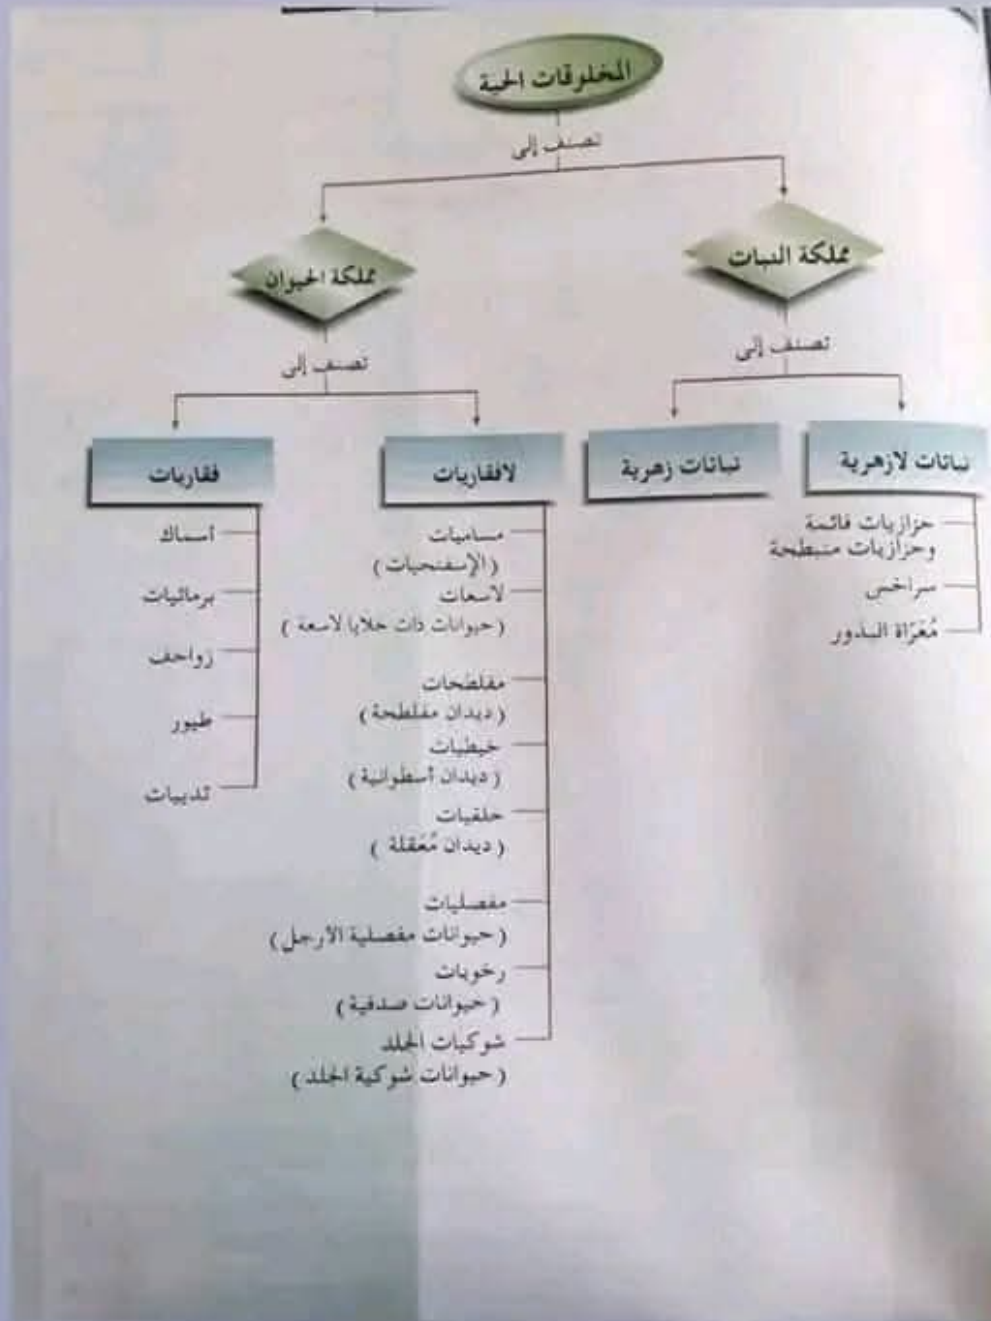 المخلوقات الحية
تصنف إلى
مملكة النبات
مملكة الحيوان
تصنف إلى
تصنف إلى
نباتات لازهرية
نباتات زهرية
لافقاريات
فقاريات
حزازيات قائمة
وحزازيات منبطحة
سراخس
مُعَرّاة البذور
مساميات
(الإسفنجيات)
لاسعات
(حيوانات ذات خلايا لاسعة)
مفلطحات
(ديدان مفلطحة)
خيطيات
(ديدان أسطوانية)
حلقيات
(ديدان مُعَقلة)
مفصليات
(حيوانات مفصلية الأرجل)
رخويات
(حيوانات صدفية)
شوكيات الجلد
(حيوانات شوكية الجلد)
أسماك
برمائيات
زواحف
طيور
ثدييات